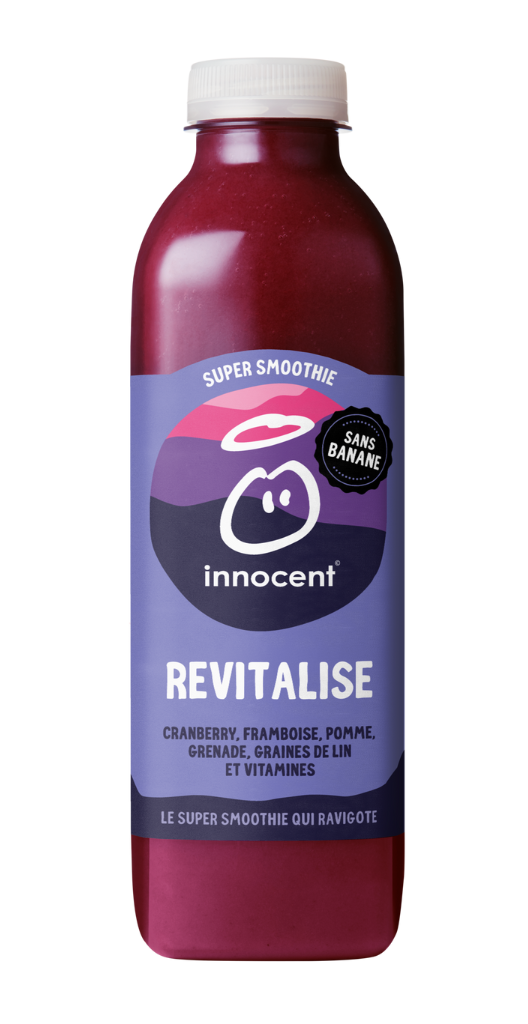 SUPER SMOOTHIE
SANS
BANANE
innocent©
REVITALISE
CRANBERRY, FRAMBOISE, POMME,
GRENADE, GRAINES DE LIN
ET VITAMINES
LE SUPER SMOOTHIE QUI RAVIGOTE